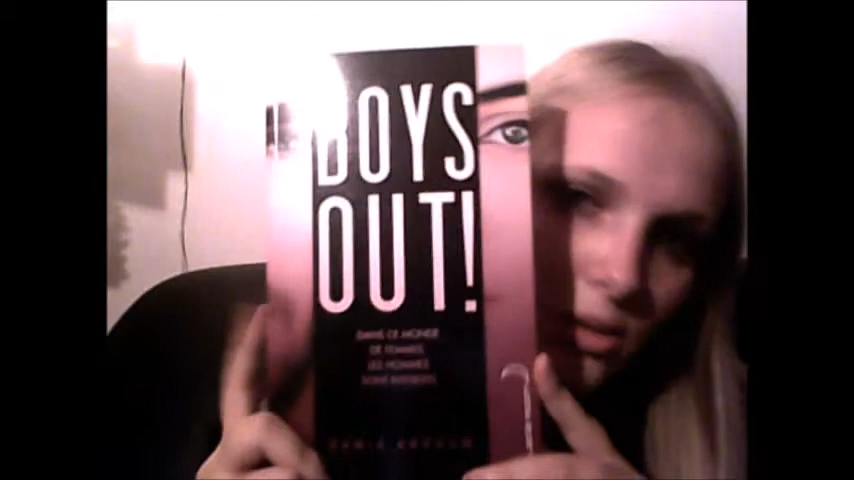 BOYS
OUT!
DANS CE MONDE
DE FEMMES,
LES HOMMES
SONT INTERDITS.